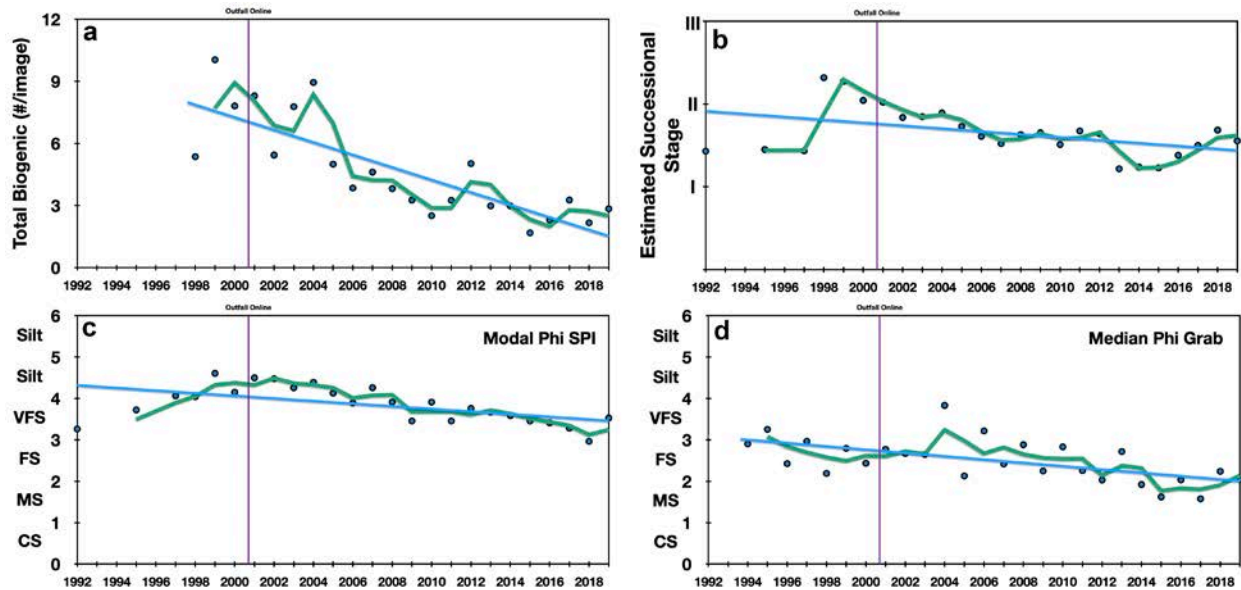 Outfall Online
a
12
9
6
3
0
Total Biogenic (#/image)
1992 1994 1996 1998 2000 2002 2004 2006 2008 2010 2012 2014 2016 2018
Outfall Online
b
III
II
I
Estimated Successional
Stage
1992 1994 1996 1998 2000 2002 2004 2006 2008 2010 2012 2014 2016 2018
Outfall Online
c
Modal Phi SPI
6
5
4
3
2
1
0
Silt
Silt
VFS
FS
MS
CS
1992 1994 1996 1998 2000 2002 2004 2006 2008 2010 2012 2014 2016 2018
Outfall Online
d
Median Phi Grab
6
5
4
3
2
1
0
Silt
Silt
VFS
FS
MS
CS
1992 1994 1996 1998 2000 2002 2004 2006 2008 2010 2012 2014 2016 2018